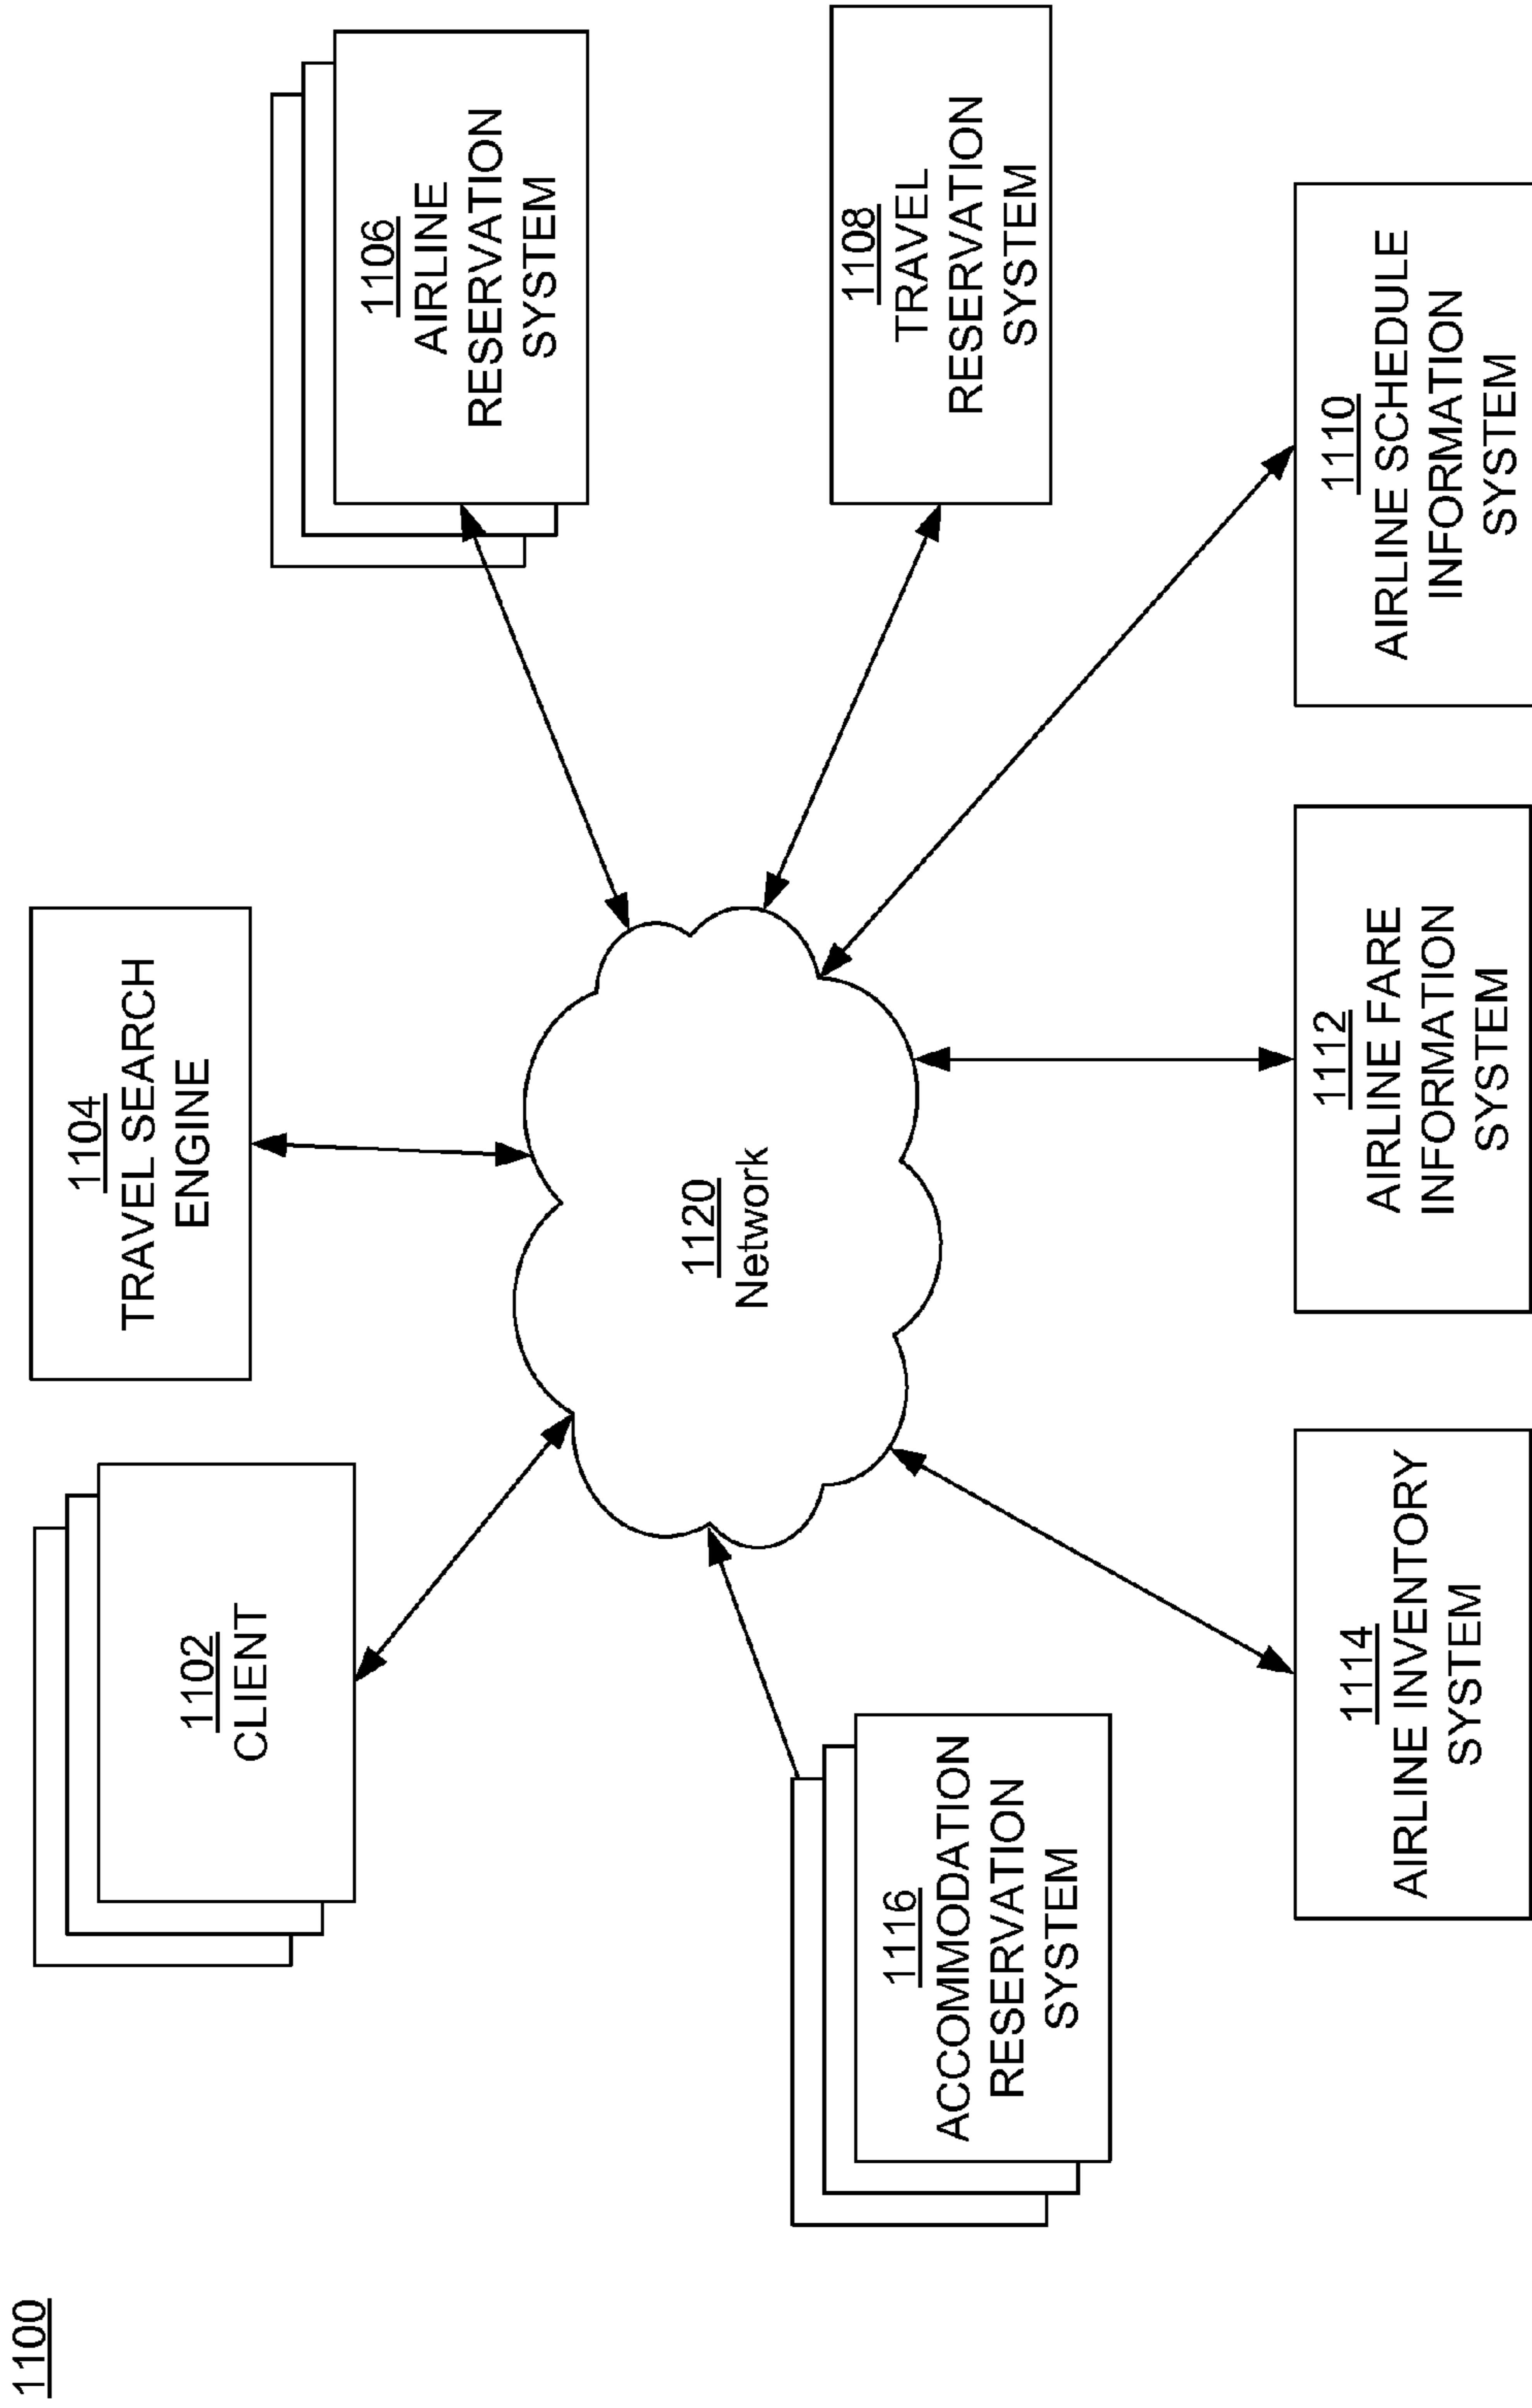 1100
1102
CLIENT
1104
TRAVEL SEARCH
ENGINE
1106
AIRLINE
RESERVATION
SYSTEM
1120
Network
1116
ACCOMMODATION
RESERVATION
SYSTEM
1108
TRAVEL
RESERVATION
SYSTEM
1114
AIRLINE INVENTORY
SYSTEM
1112
AIRLINE FARE
INFORMATION
SYSTEM
1110
AIRLINE SCHEDULE
INFORMATION
SYSTEM